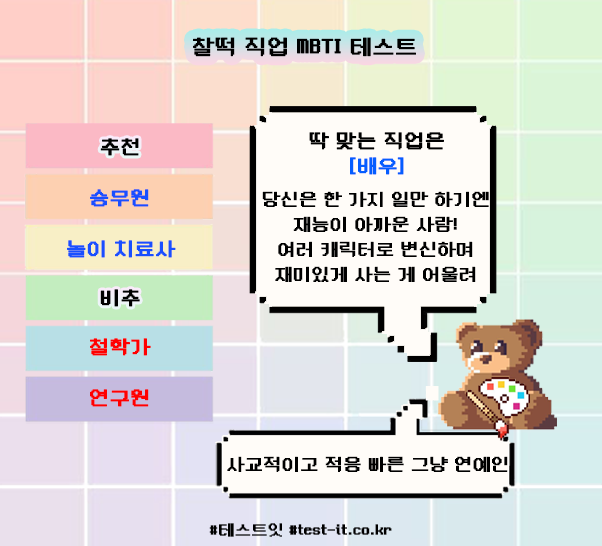 찰떡 직업 MBTI 테스트
추천
승무원
놀이 치료사
비추
철학가
연구원
딱 맞는 직업은
[배우]
당신은 한 가지 일만 하기엔
재능이 아까운 사람!
여러 캐릭터로 변신하며
재미있게 사는 게 어울려
사교적이고 적응 빠른 그냥 연예인
#테스트잇 #test-it.co.kr